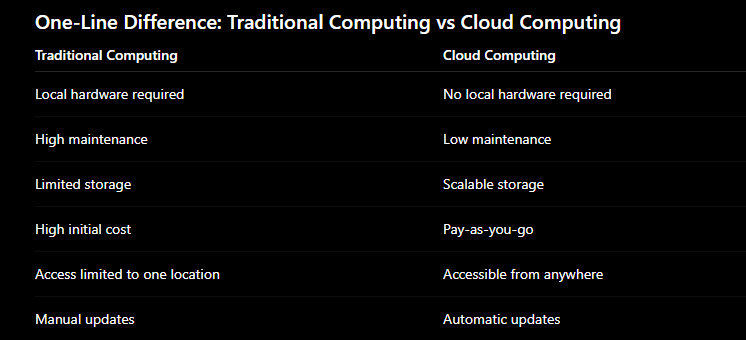 One-Line Difference: Traditional Computing vs Cloud Computing
Traditional Computing Cloud Computing
Local hardware required No local hardware required
High maintenance Low maintenance
Limited storage Scalable storage
High initial cost Pay-as-you-go
Access limited to one location Accessible from anywhere
Manual updates Automatic updates